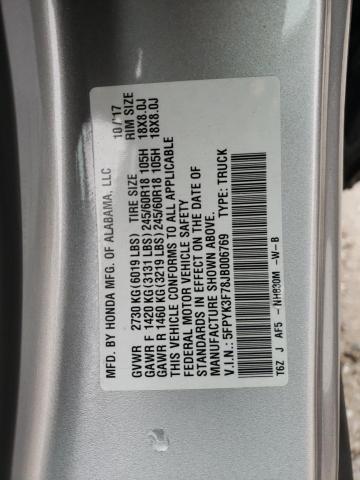 MFD. BY HONDA MFG. OF ALABAMA, LLC 10/'17
GVWR 2730 KG(6019 LBS) TIRE SIZE RIM SIZE
GAWR F 1420 KG(3131 LBS) 245/60R18 105H 18X8.0J
GAWR R 1460 KG(3219 LBS) 245/60R18 105H 18X8.0J
THIS VEHICLE CONFORMS TO ALL APPLICABLE
FEDERAL MOTOR VEHICLE SAFETY
STANDARDS IN EFFECT ON THE DATE OF
MANUFACTURE SHOWN ABOVE.
V.I.N.: 5FPYK3F78JB006769 TYPE: TRUCK
T6Z J AF5 -NH830M -W-B